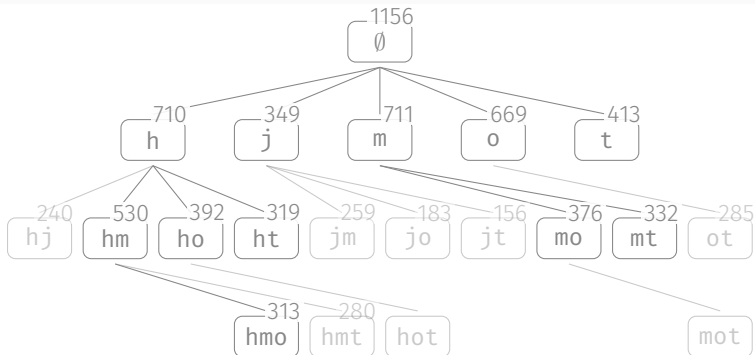 1156
∅
710 349 711 669 413
h j m o t
240 530 392 319 259 183 156 376 332 285
hj hm ho ht jm jo jt mo mt ot
313 280
hmo hmt hot mot